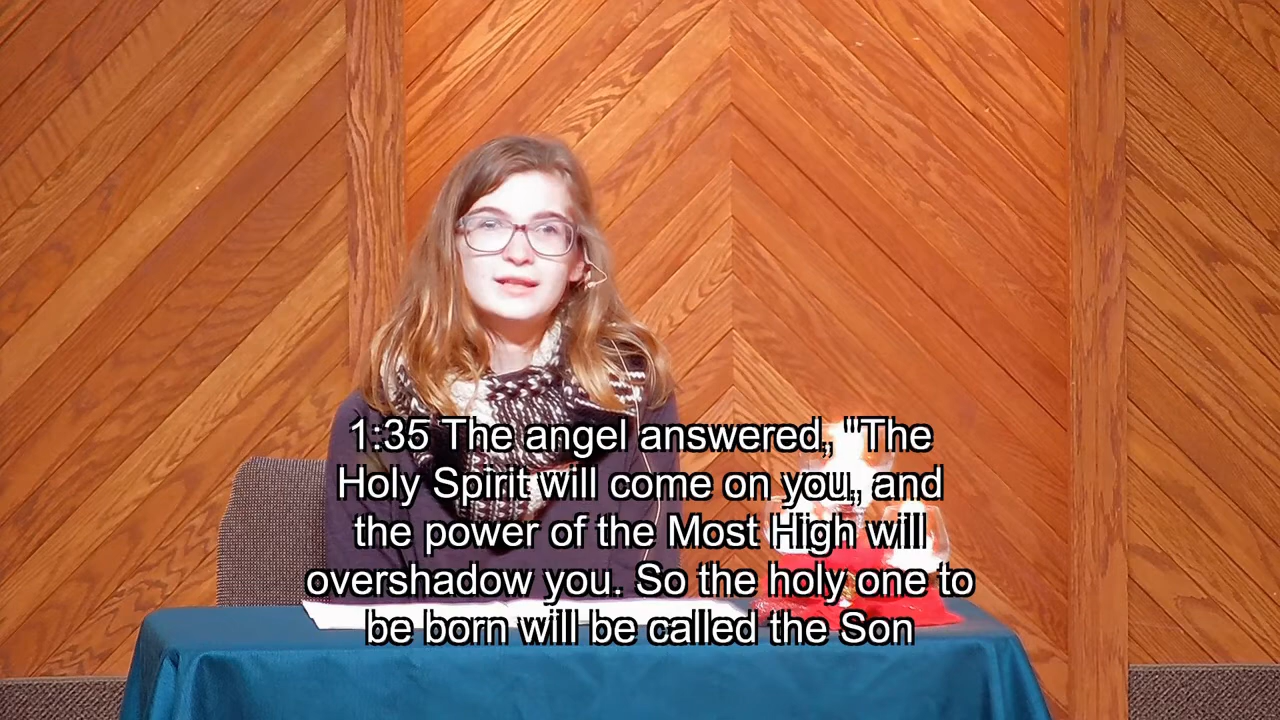 1:35 The angel answered, "The
Holy Spirit will come on you, and
the power of the Most High will
overshadow you. So the holy one to
be born will be called the Son